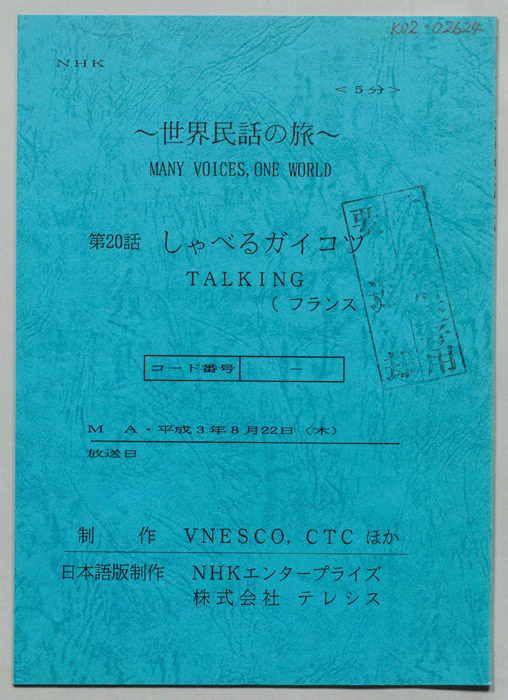 K02-02624
NHK
<5分>
～世界民話の旅～
MANY VOICES, ONE WORLD
第20話 しゃべるガイコツ
TALKING
(フランス
コード番号 －
MA・平成3年8月22日(木)
放送日
制 作 VNESCO, CTC ほか
日本語版制作 NHKエンタープライズ
株式会社 テレシス